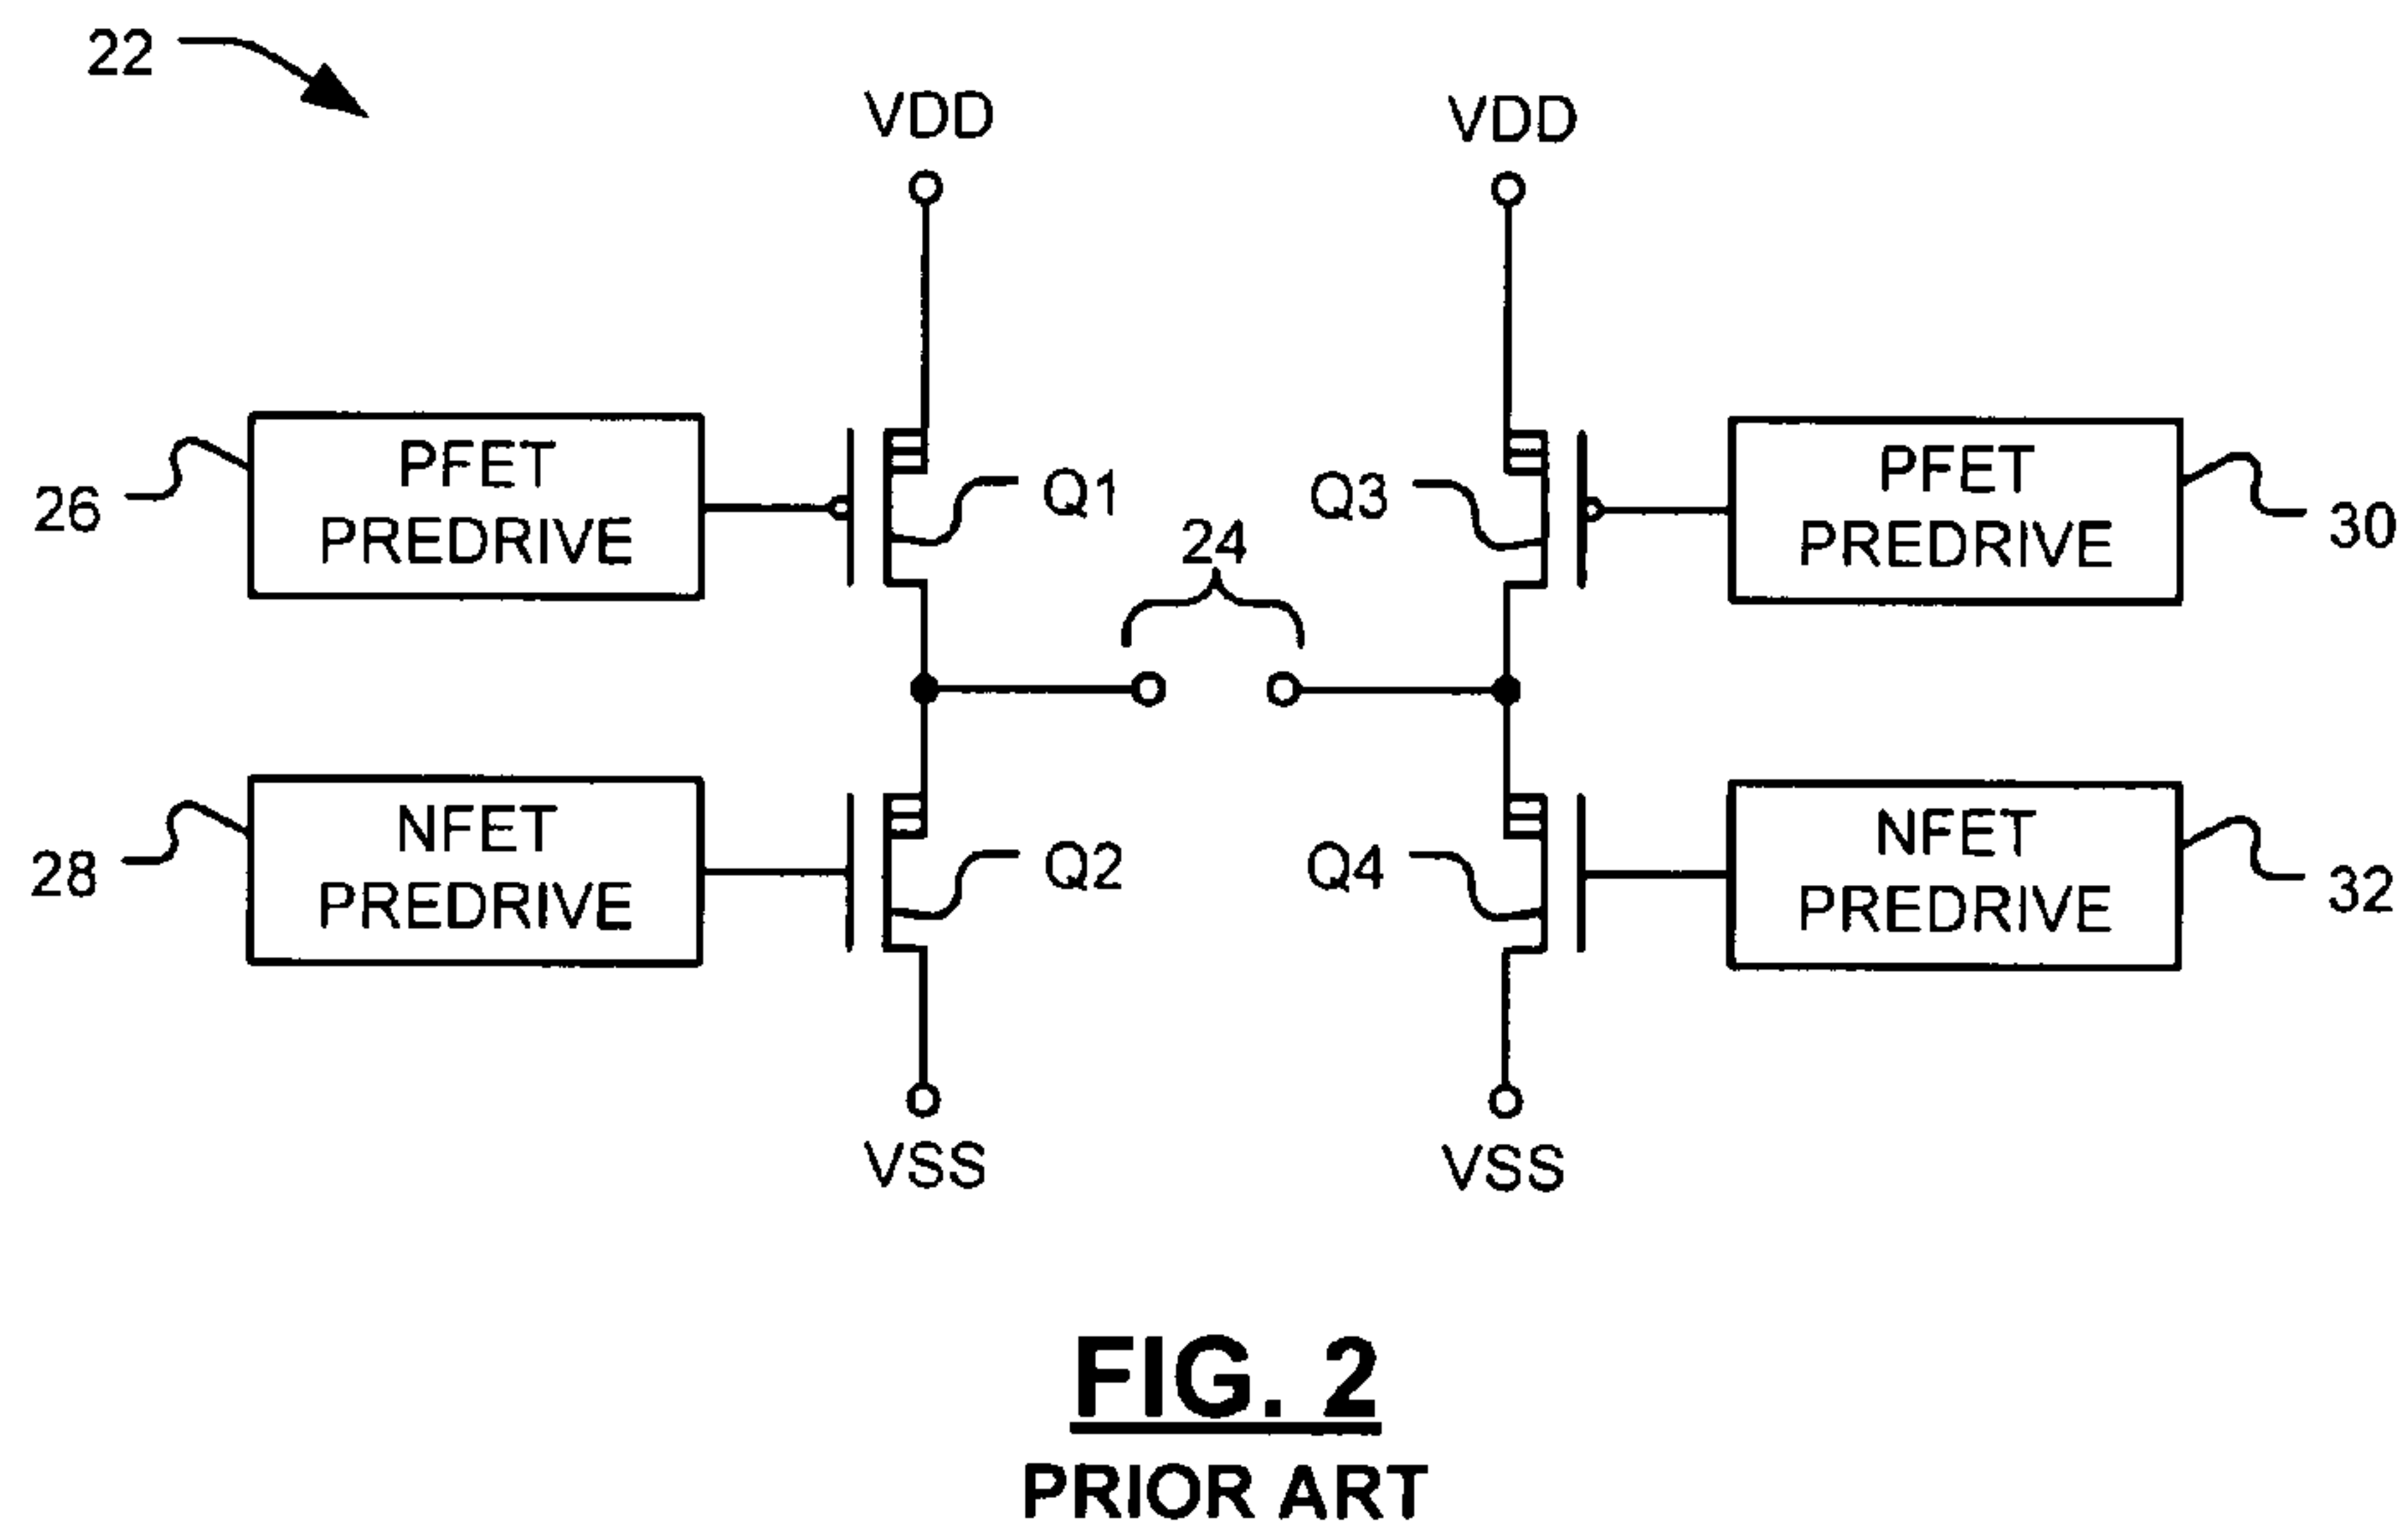 22
VDD
VDD
PFET
PREDRIVE
26
Q1
Q3
24
PFET
PREDRIVE
30
NFET
PREDRIVE
28
Q2
Q4
NFET
PREDRIVE
32
VSS
VSS
FIG. 2
PRIOR ART